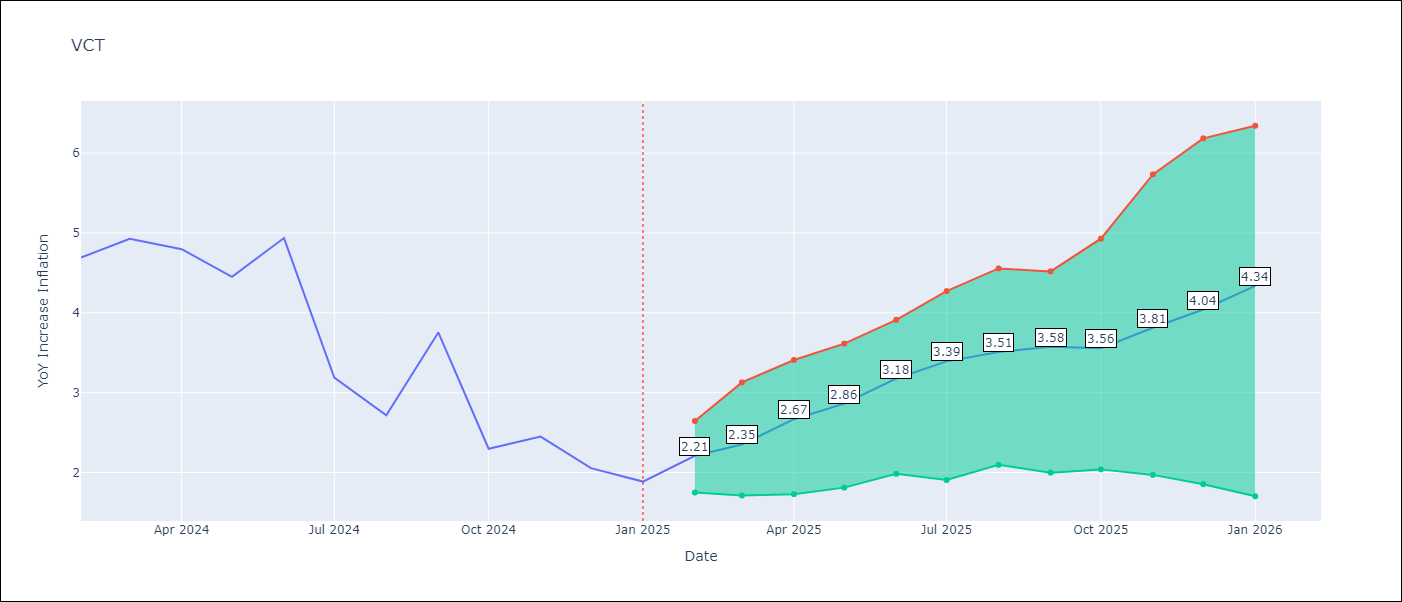 VCT
YoY Increase Inflation
6
5
4
3
2
2.21
2.35
2.67
2.86
3.18
3.39
3.51
3.58
3.56
3.81
4.04
4.34
Apr 2024
Jul 2024
Oct 2024
Jan 2025
Apr 2025
Jul 2025
Oct 2025
Jan 2026
Date